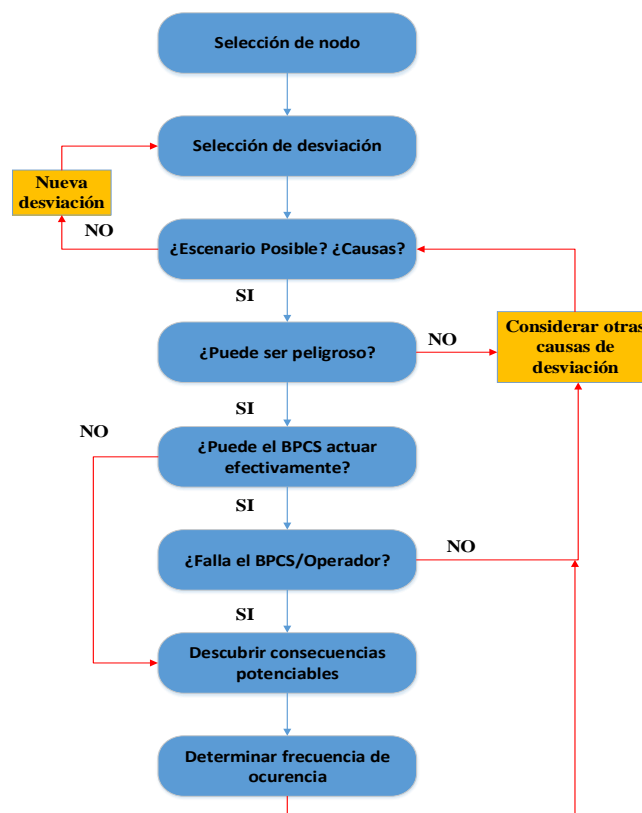 Selección de nodo
Selección de desviación
Nueva
desviación
NO
¿Escenario Posible? ¿Causas?
SI
Considerar otras
causas de
desviación
¿Puede ser peligroso?
NO
SI
NO
¿Puede el BPCS actuar
efectivamente?
SI
¿Falla el BPCS/Operador?
NO
SI
Descubrir consecuencias
potenciables
Determinar frecuencia de
ocurencia